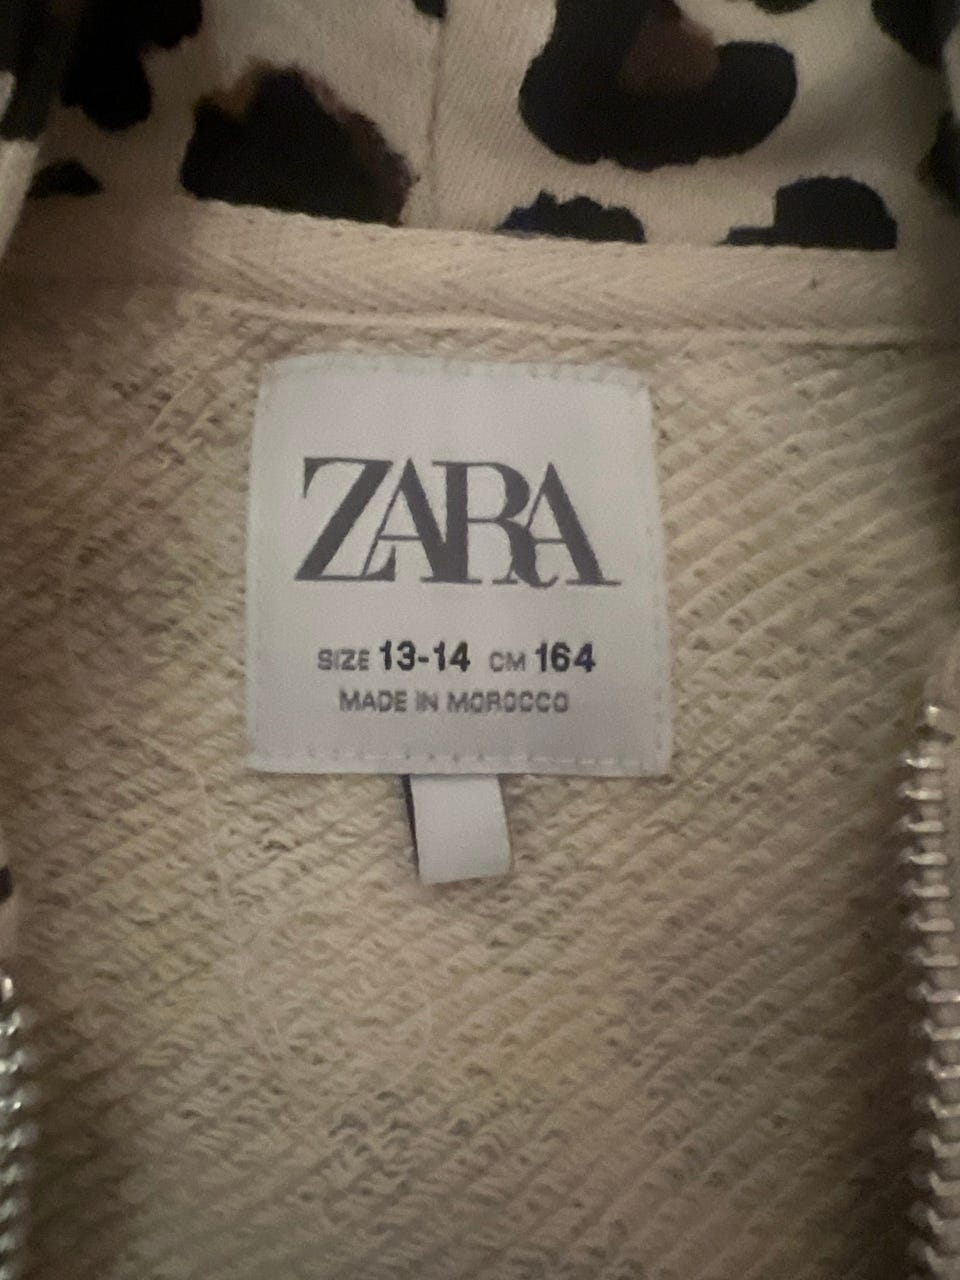 ZARA
SIZE 13-14 CM 164
MADE IN MOROCCO